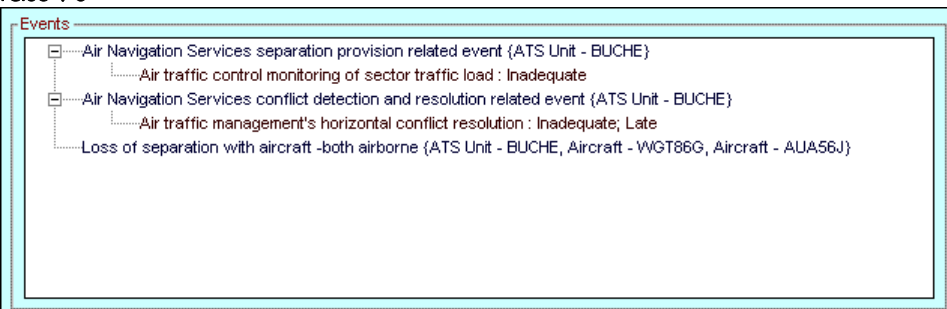 Events
Air Navigation Services separation provision related event {ATS Unit - BUCHE}
Air traffic control monitoring of sector traffic load : Inadequate
Air Navigation Services conflict detection and resolution related event {ATS Unit - BUCHE}
Air traffic management's horizontal conflict resolution : Inadequate; Late
Loss of separation with aircraft -both airborne {ATS Unit - BUCHE, Aircraft - WGT86G, Aircraft - AUA56J}